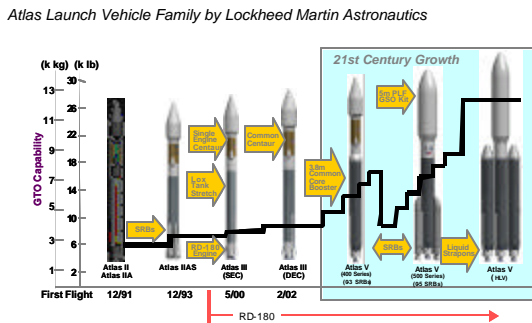 Atlas Launch Vehicle Family by Lockheed Martin Astronautics
21st Century Growth
(k kg) (k lb)
GTO Capability
13
11
9
7
6
3
1
30
26
22
18
14
10
6
2
SRBs
Single
Engine
Centaur
Lox
Tank
Stretch
RD-180
Engine
Common
Centaur
3.8m
Common
Core
Booster
5m PLF
GSO Kit
SRBs
Liquid
Strapons
Atlas II
Atlas IIA
Atlas IIAS
Atlas III
(SEC)
Atlas III
(DEC)
Atlas V
(400 Series)
(03 SRBs)
Atlas V
(500 Series)
(05 SRBs)
Atlas V
(HLV)
First Flight
12/91
12/93
5/00
2/02
RD-180